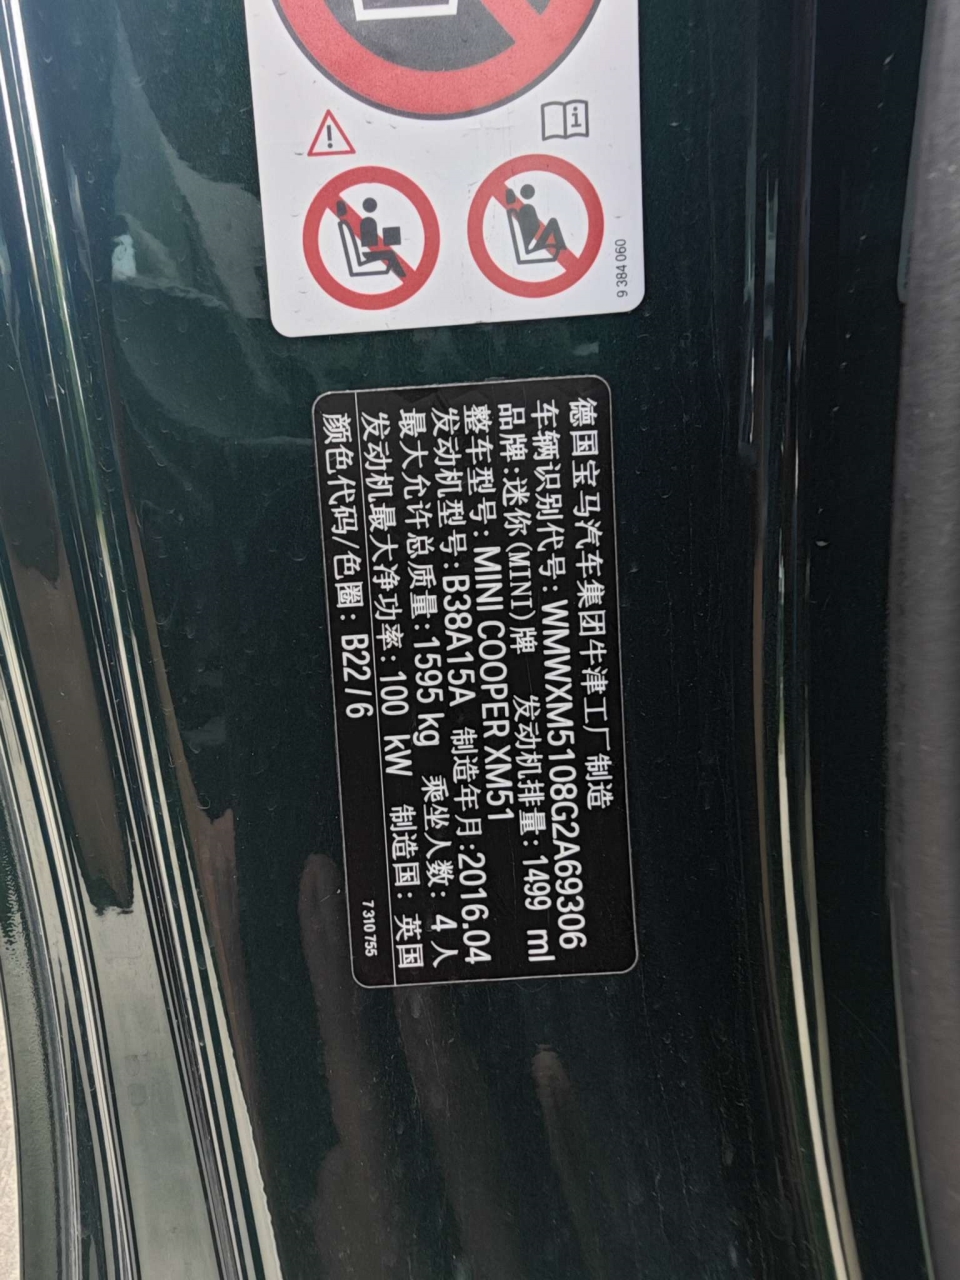 9 384 060
德国宝马汽车集团牛津工厂制造
车辆识别代号：WMWXM5108G2A69306
品牌:迷你(MINI)牌 发动机排量:1499 ml
整车型号：MINI COOPER XM51
发动机型号:B38A15A 制造年月:2016.04
最大允许总质量:1595 kg 乘坐人数：4 人
发动机最大净功率:100 kW 制造国：英国
颜色代码/色圈：B22/6
7 310 755